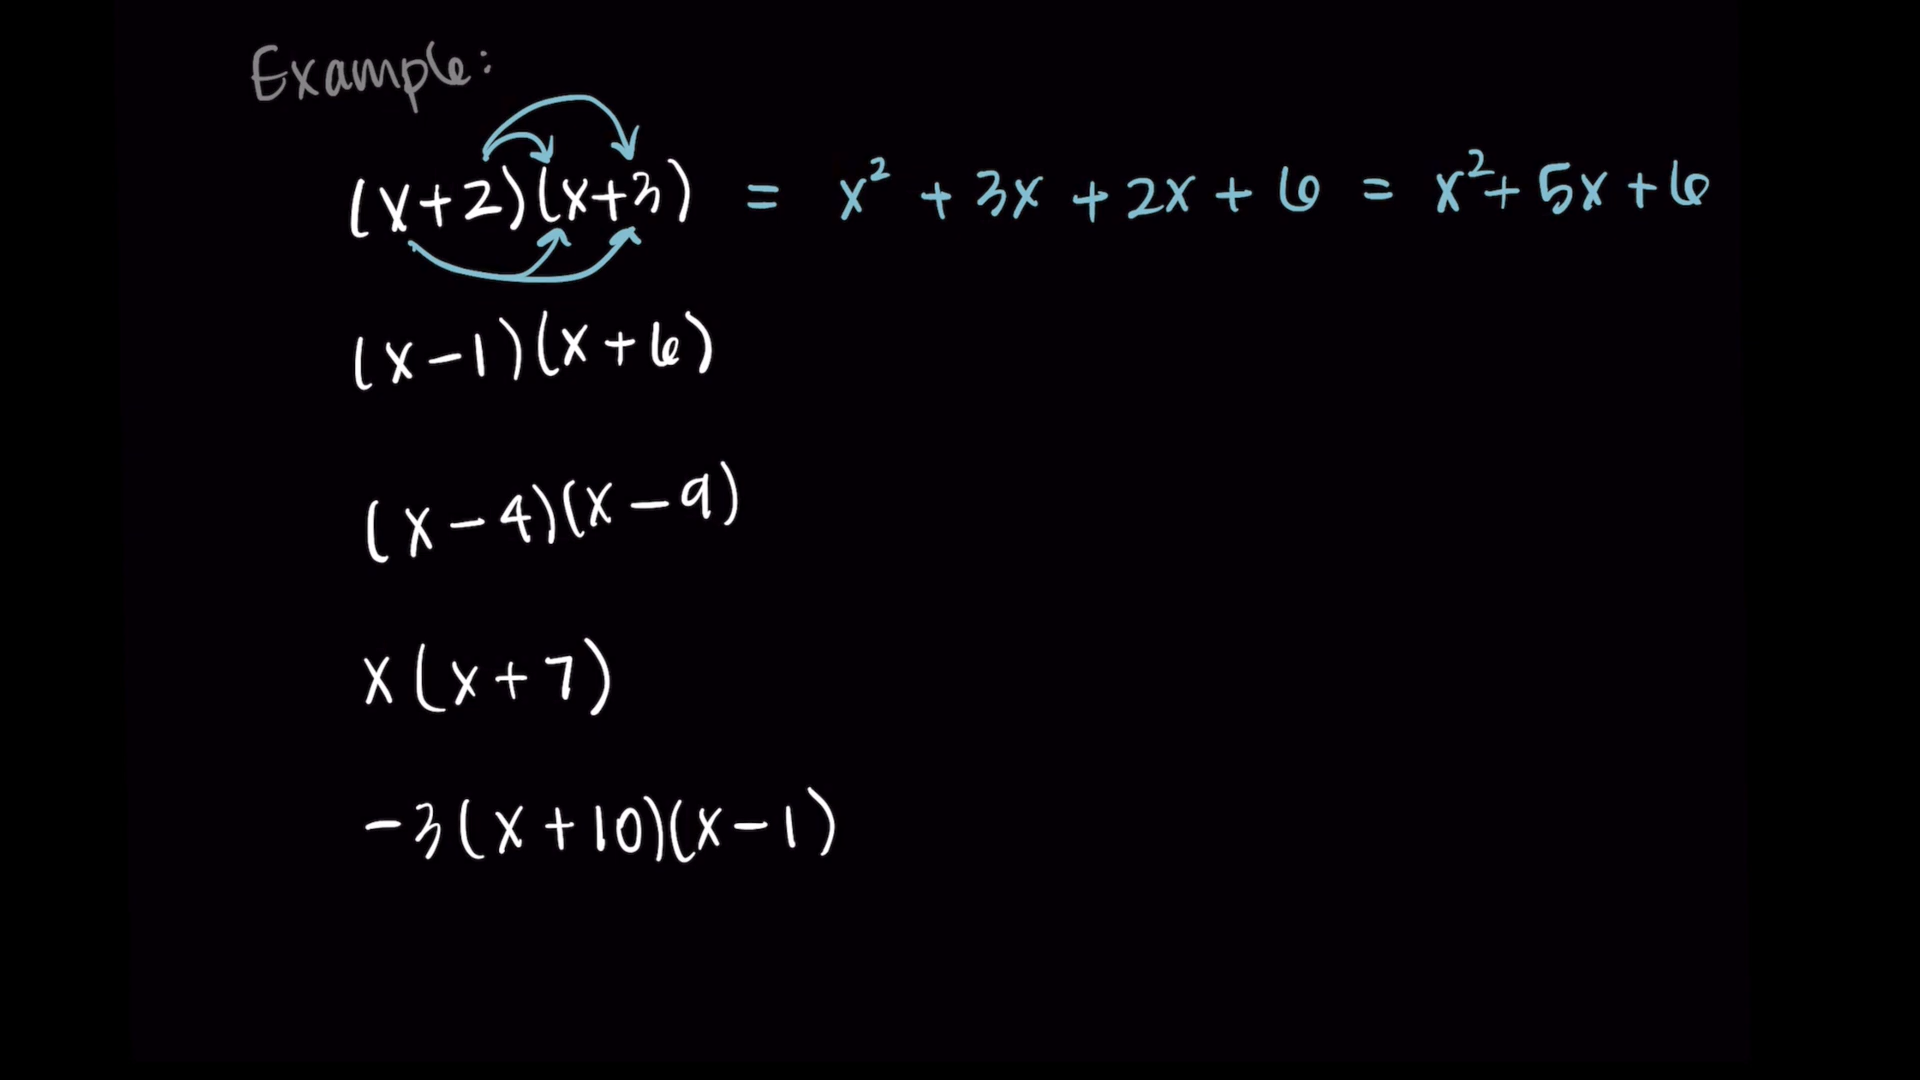 Example:
(x+2)(x+3) = x² + 3x + 2x + 6 = x² + 5x + 6
(x-1)(x+6)
(x-4)(x-9)
x(x+7)
-3(x+10)(x-1)